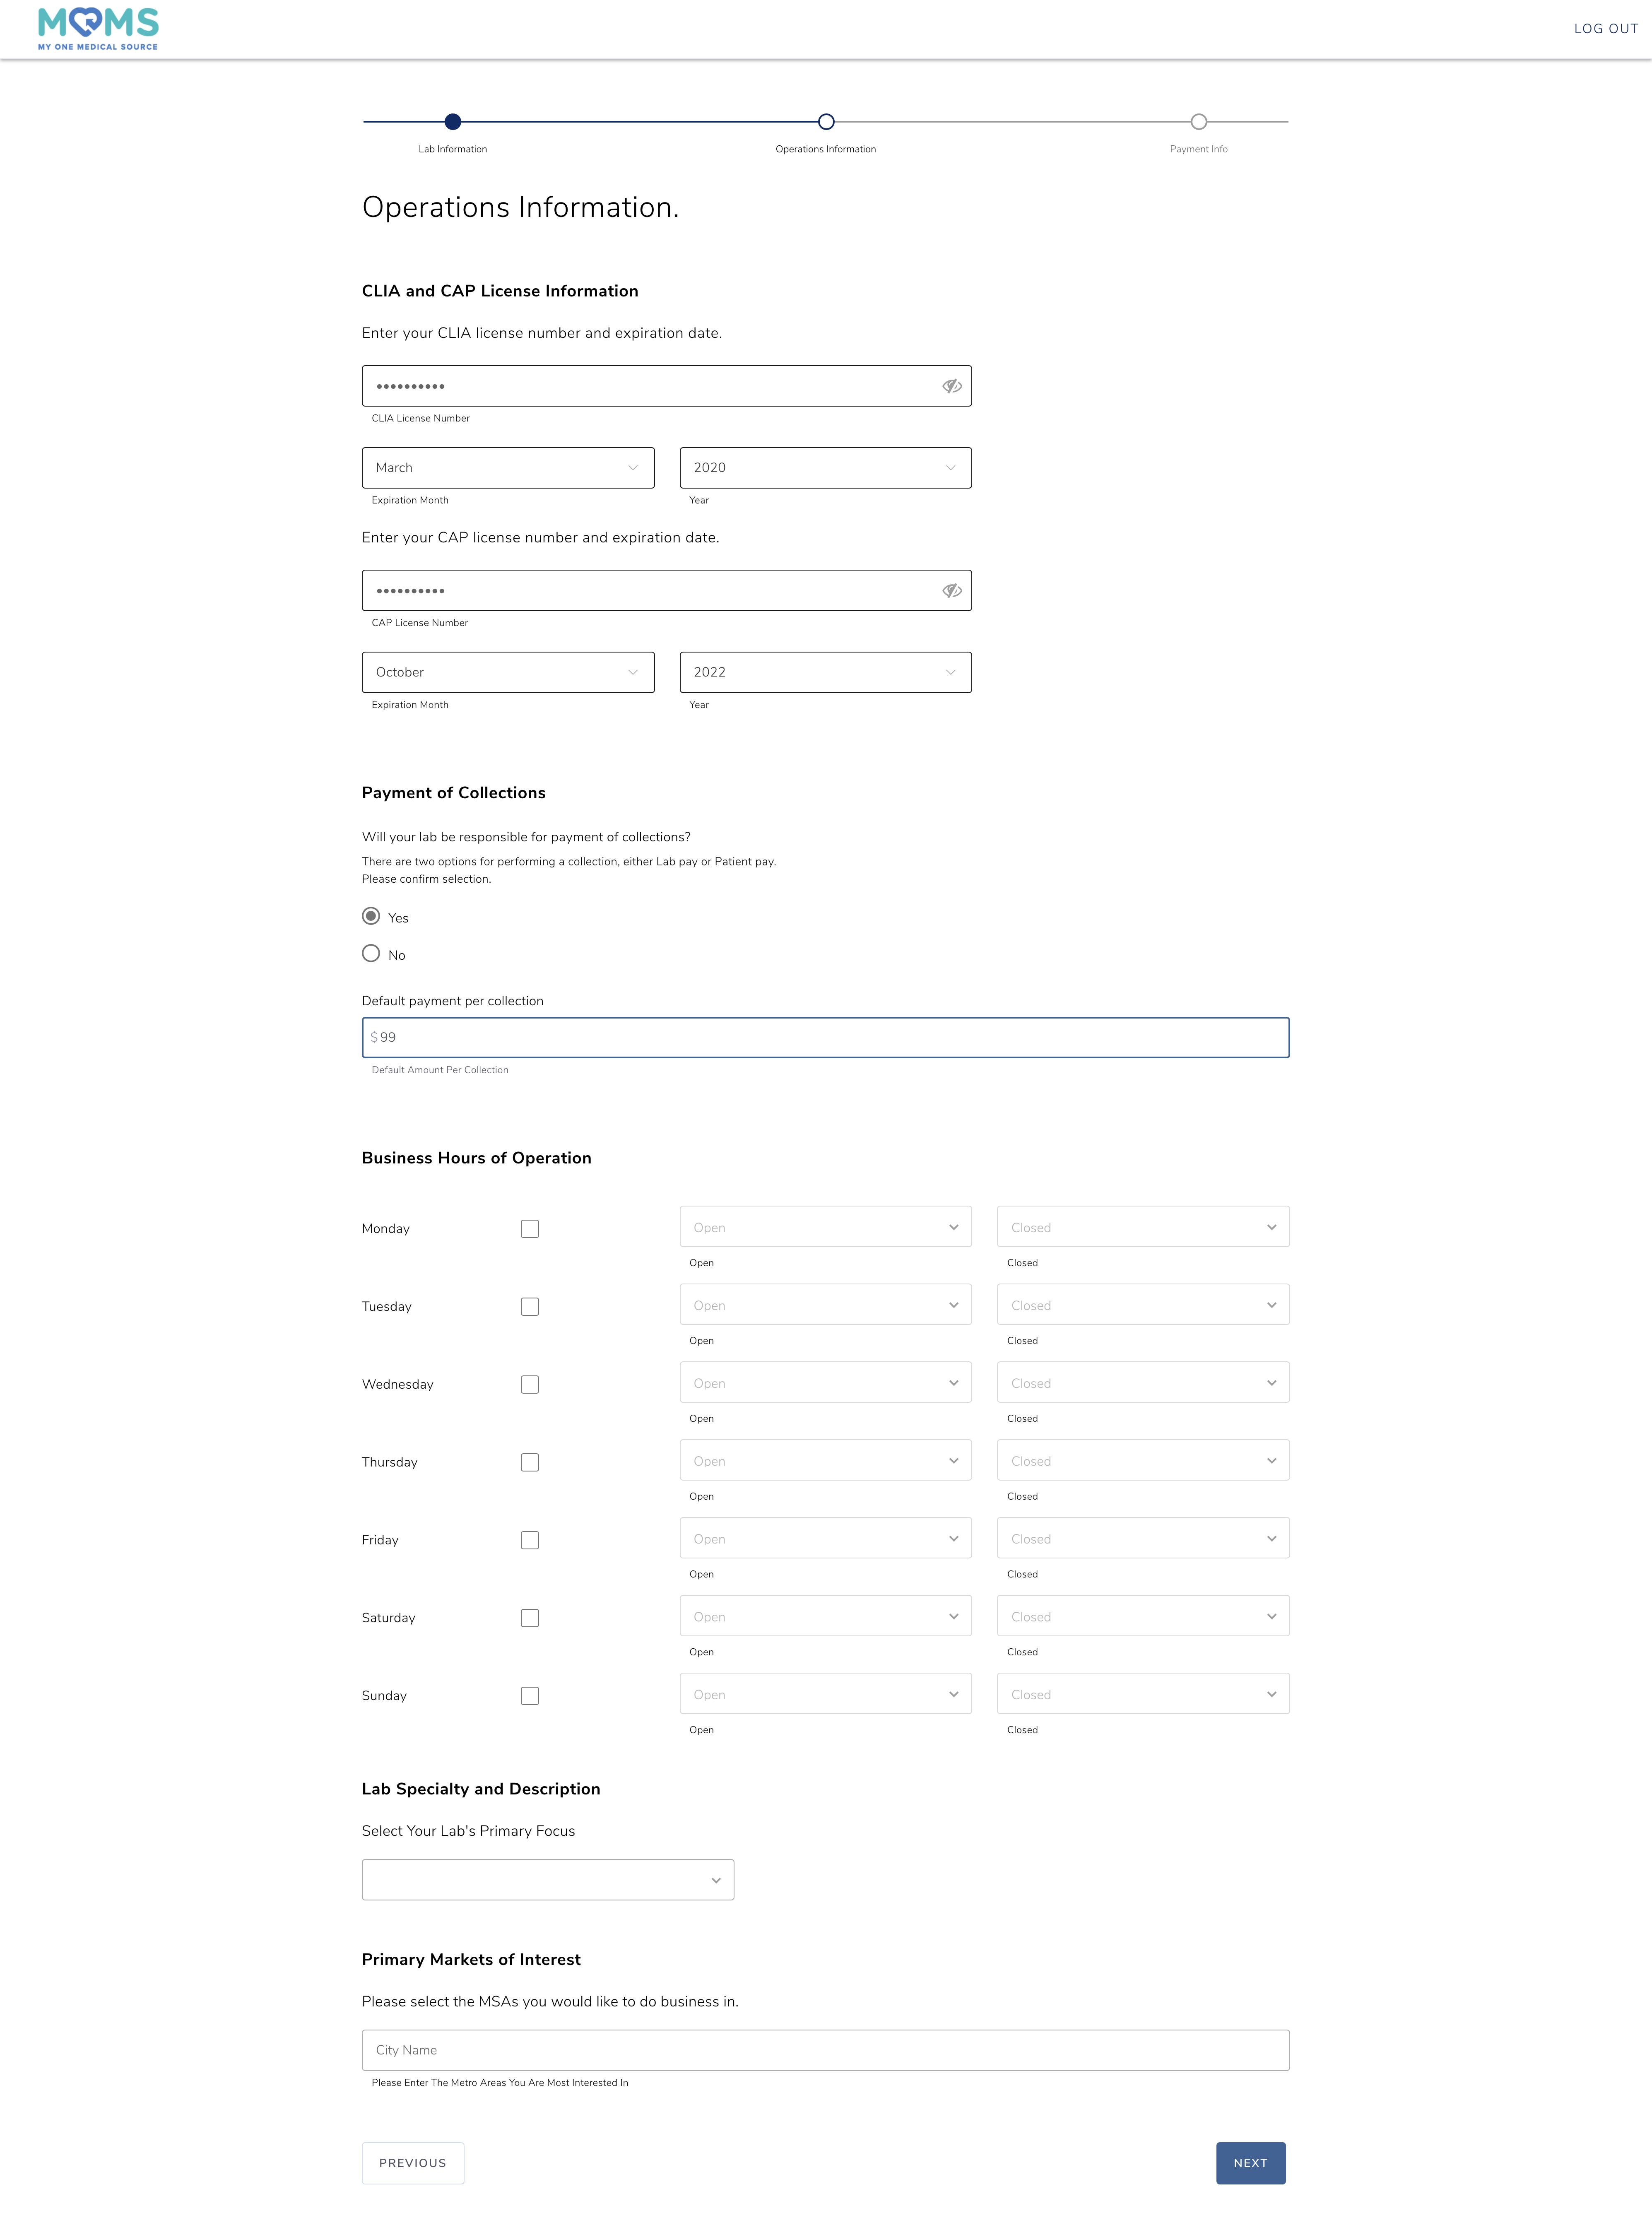 MOMS
MY ONE MEDICAL SOURCE
LOG OUT
Lab Information
Operations Information
Payment Info
Operations Information.
CLIA and CAP License Information
Enter your CLIA license number and expiration date.
••••••••••
CLIA License Number
March
2020
Expiration Month
Year
Enter your CAP license number and expiration date.
••••••••••
CAP License Number
October
2022
Expiration Month
Year
Payment of Collections
Will your lab be responsible for payment of collections?
There are two options for performing a collection, either Lab pay or Patient pay.
Please confirm selection.
Yes
No
Default payment per collection
$ 99
Default Amount Per Collection
Business Hours of Operation
Monday
Open
Closed
Open
Closed
Tuesday
Open
Closed
Open
Closed
Wednesday
Open
Closed
Open
Closed
Thursday
Open
Closed
Open
Closed
Friday
Open
Closed
Open
Closed
Saturday
Open
Closed
Open
Closed
Sunday
Open
Closed
Open
Closed
Lab Specialty and Description
Select Your Lab's Primary Focus
Primary Markets of Interest
Please select the MSAs you would like to do business in.
City Name
Please Enter The Metro Areas You Are Most Interested In
PREVIOUS
NEXT